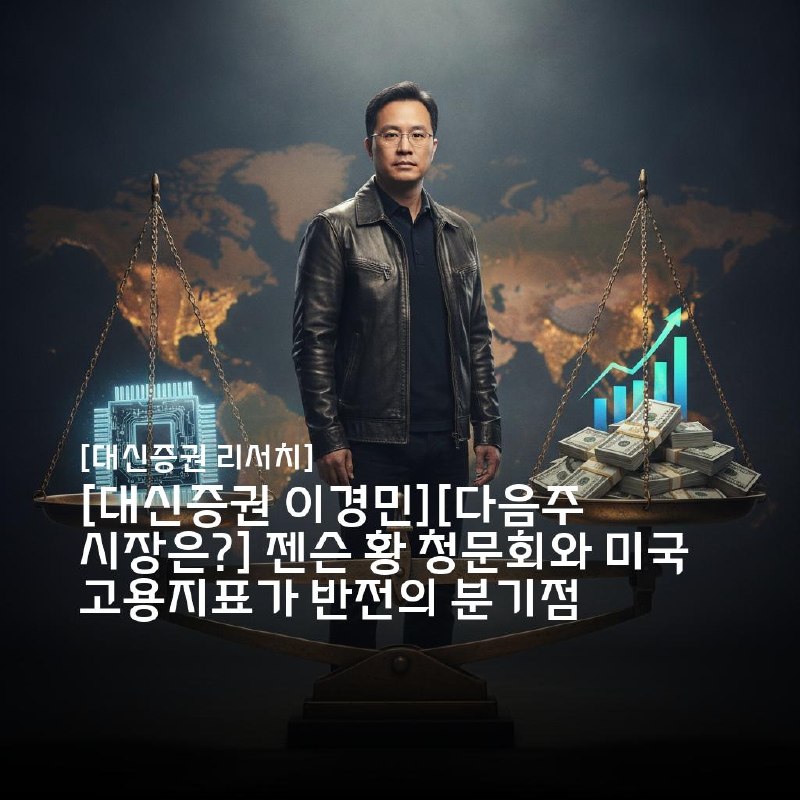 [대신증권 리서치]
[대신증권 이경민][다음주
시장은?] 젠슨 황 청문회와 미국
고용지표가 반전의 분기점